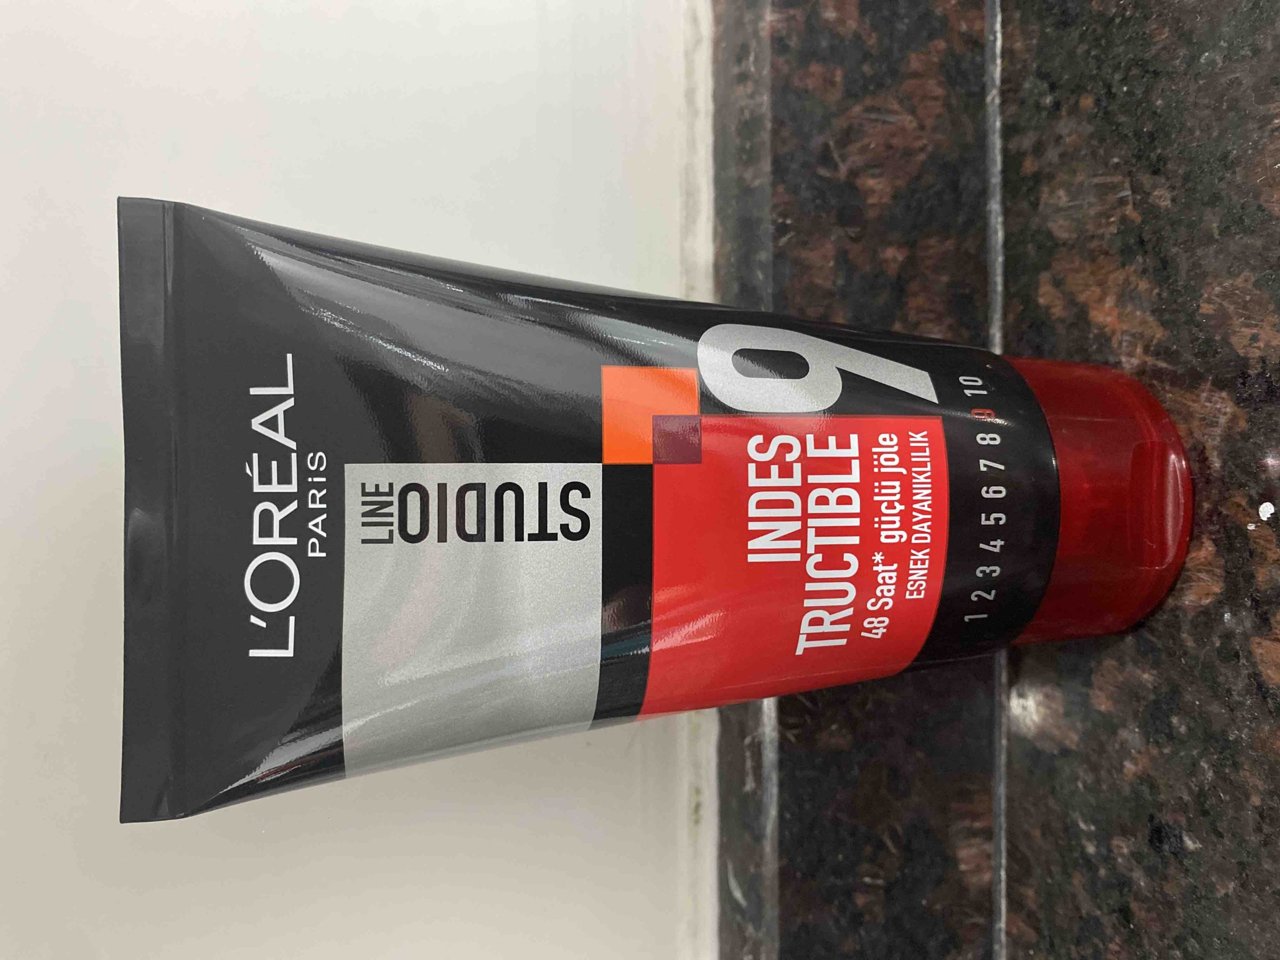 L'ORÉAL
PARiS
LINE
STUDIO
9
INDES
TRUCTIBLE
48 Saat* güçlü jöle
ESNEK DAYANIKLILIK
1 2 3 4 5 6 7 8 9 10